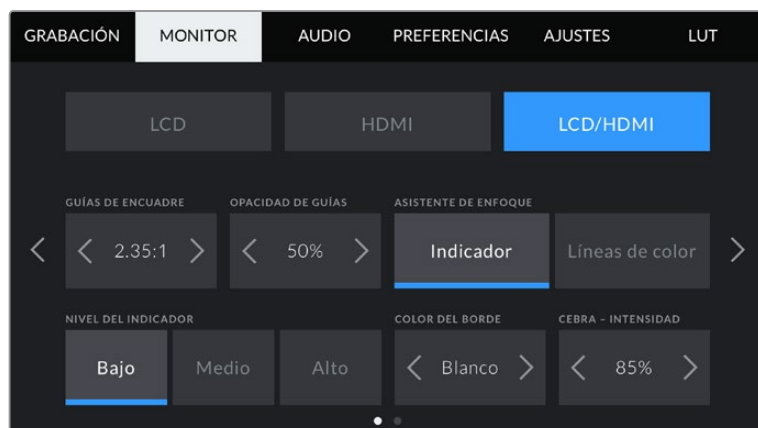 GRABACIÓN MONITOR AUDIO PREFERENCIAS AJUSTES LUT
LCD HDMI LCD/HDMI
GUÍAS DE ENCUADRE OPACIDAD DE GUÍAS ASISTENTE DE ENFOQUE
2.35:1 50% Indicador Líneas de color
NIVEL DEL INDICADOR COLOR DEL BORDE CEBRA – INTENSIDAD
Bajo Medio Alto Blanco 85%